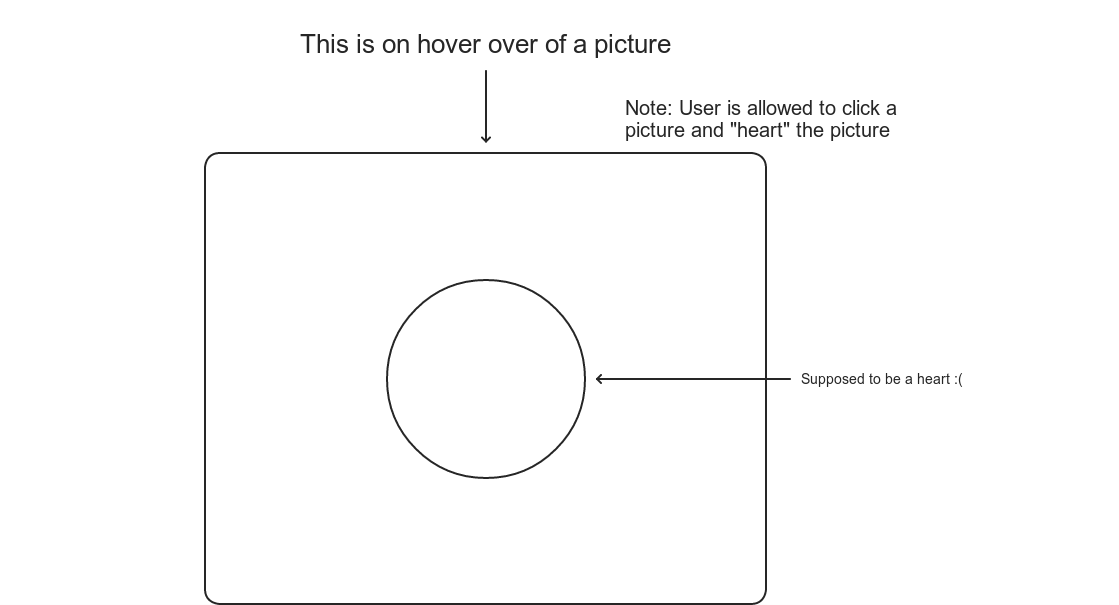 This is on hover over of a picture
Note: User is allowed to click a
picture and "heart" the picture
Supposed to be a heart :(